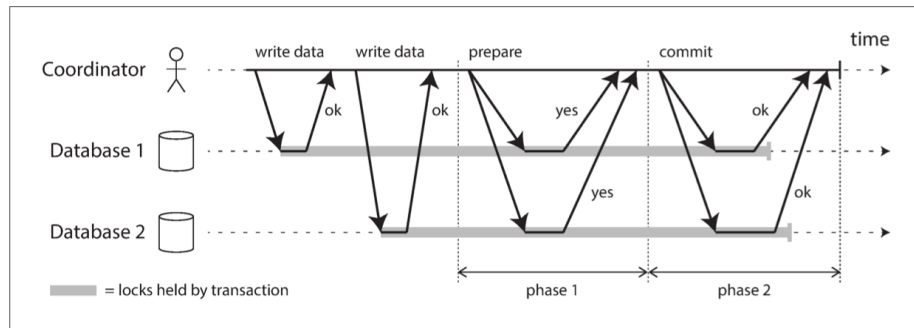 write data write data prepare commit time
Coordinator
ok ok yes ok
Database 1
yes ok
Database 2
= locks held by transaction phase 1 phase 2